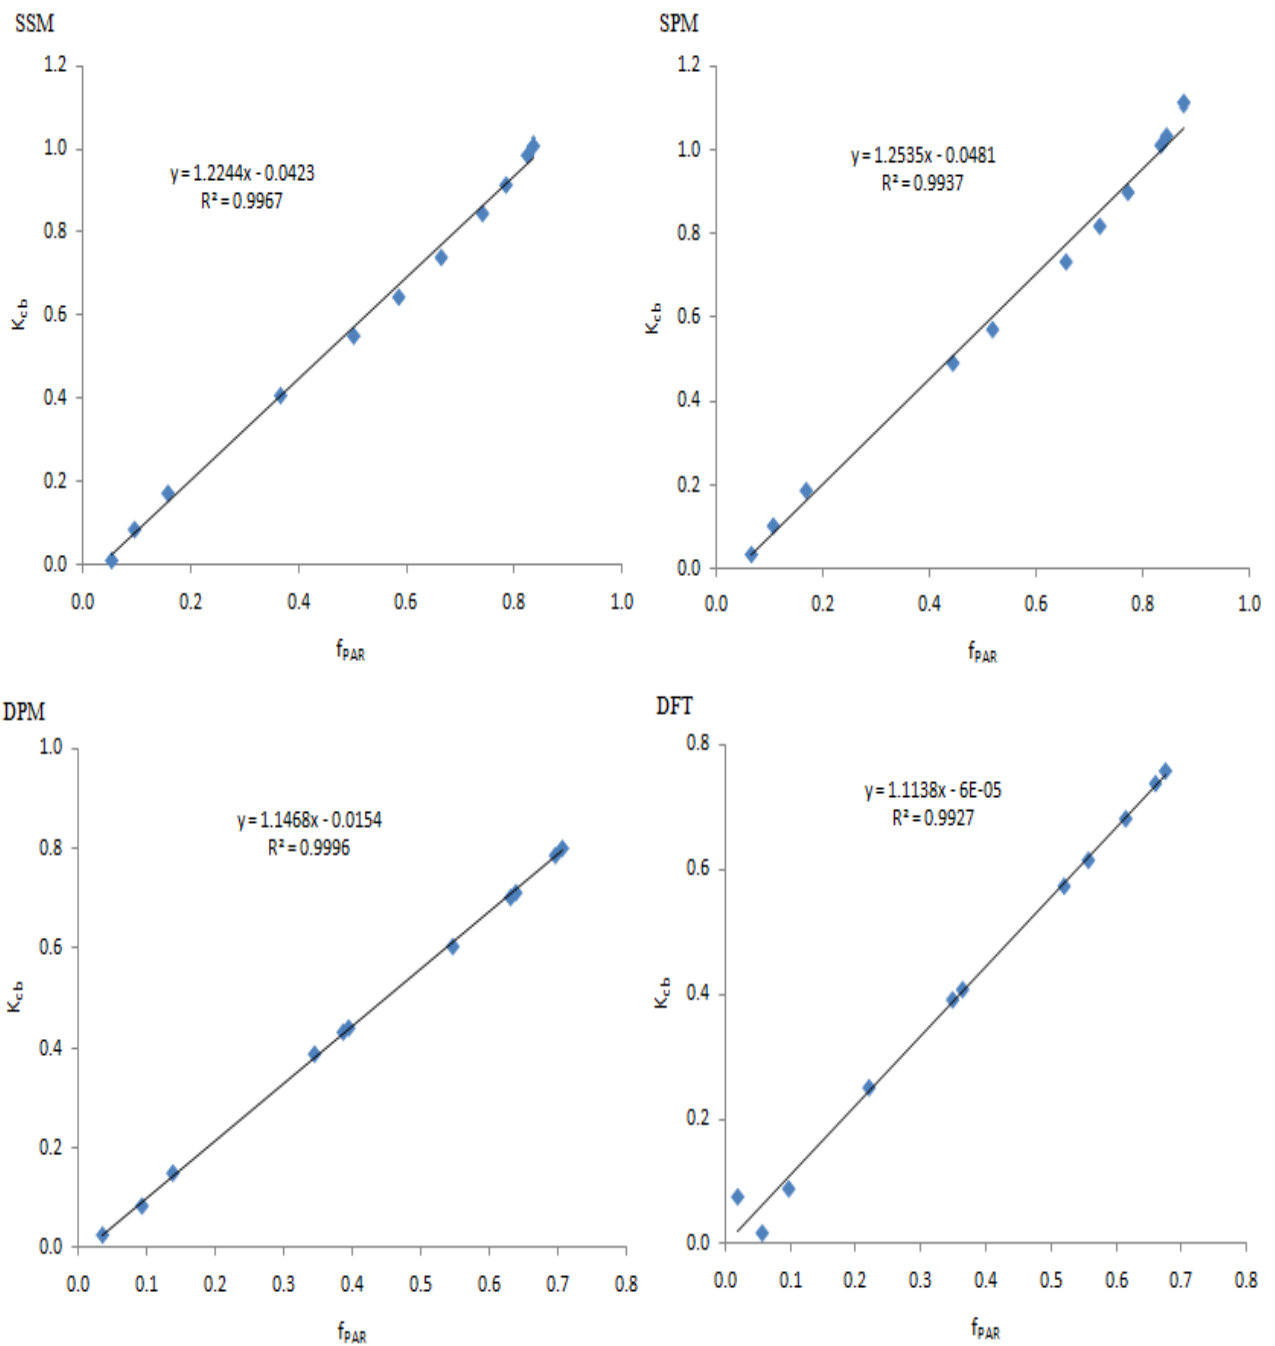 SSM
1.2
1.0
0.8
0.6
0.4
0.2
0.0
0.0 0.2 0.4 0.6 0.8 1.0
y = 1.2244x - 0.0423
R² = 0.9967
Kcb
fPAR
SPM
1.2
1.0
0.8
0.6
0.4
0.2
0.0
0.0 0.2 0.4 0.6 0.8 1.0
y = 1.2535x - 0.0481
R² = 0.9937
Kcb
fPAR
DPM
1.0
0.8
0.6
0.4
0.2
0.0
0.0 0.1 0.2 0.3 0.4 0.5 0.6 0.7 0.8
y = 1.1468x - 0.0154
R² = 0.9996
Kcb
fPAR
DFT
0.8
0.6
0.4
0.2
0.0
0.0 0.1 0.2 0.3 0.4 0.5 0.6 0.7 0.8
y = 1.1138x - 6E-05
R² = 0.9927
Kcb
fPAR